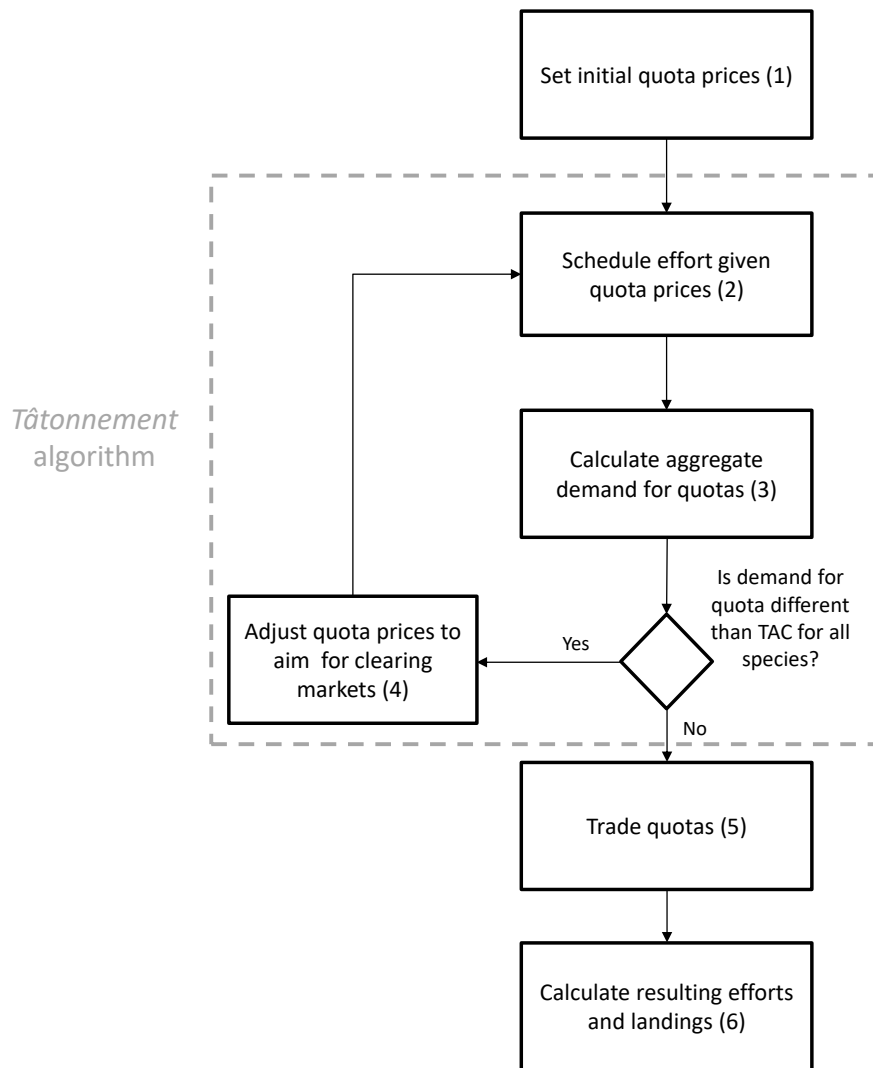 Set initial quota prices (1)
Schedule effort given
quota prices (2)
Tâtonnement
algorithm
Calculate aggregate
demand for quotas (3)
Is demand for
quota different
than TAC for all
species?
Yes
Adjust quota prices to
aim  for clearing
markets (4)
No
Trade quotas (5)
Calculate resulting efforts
and landings (6)